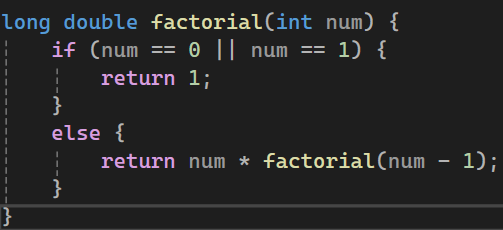 long double factorial(int num) {
    if (num == 0 || num == 1) {
        return 1;
    }
    else {
        return num * factorial(num - 1);
    }
}